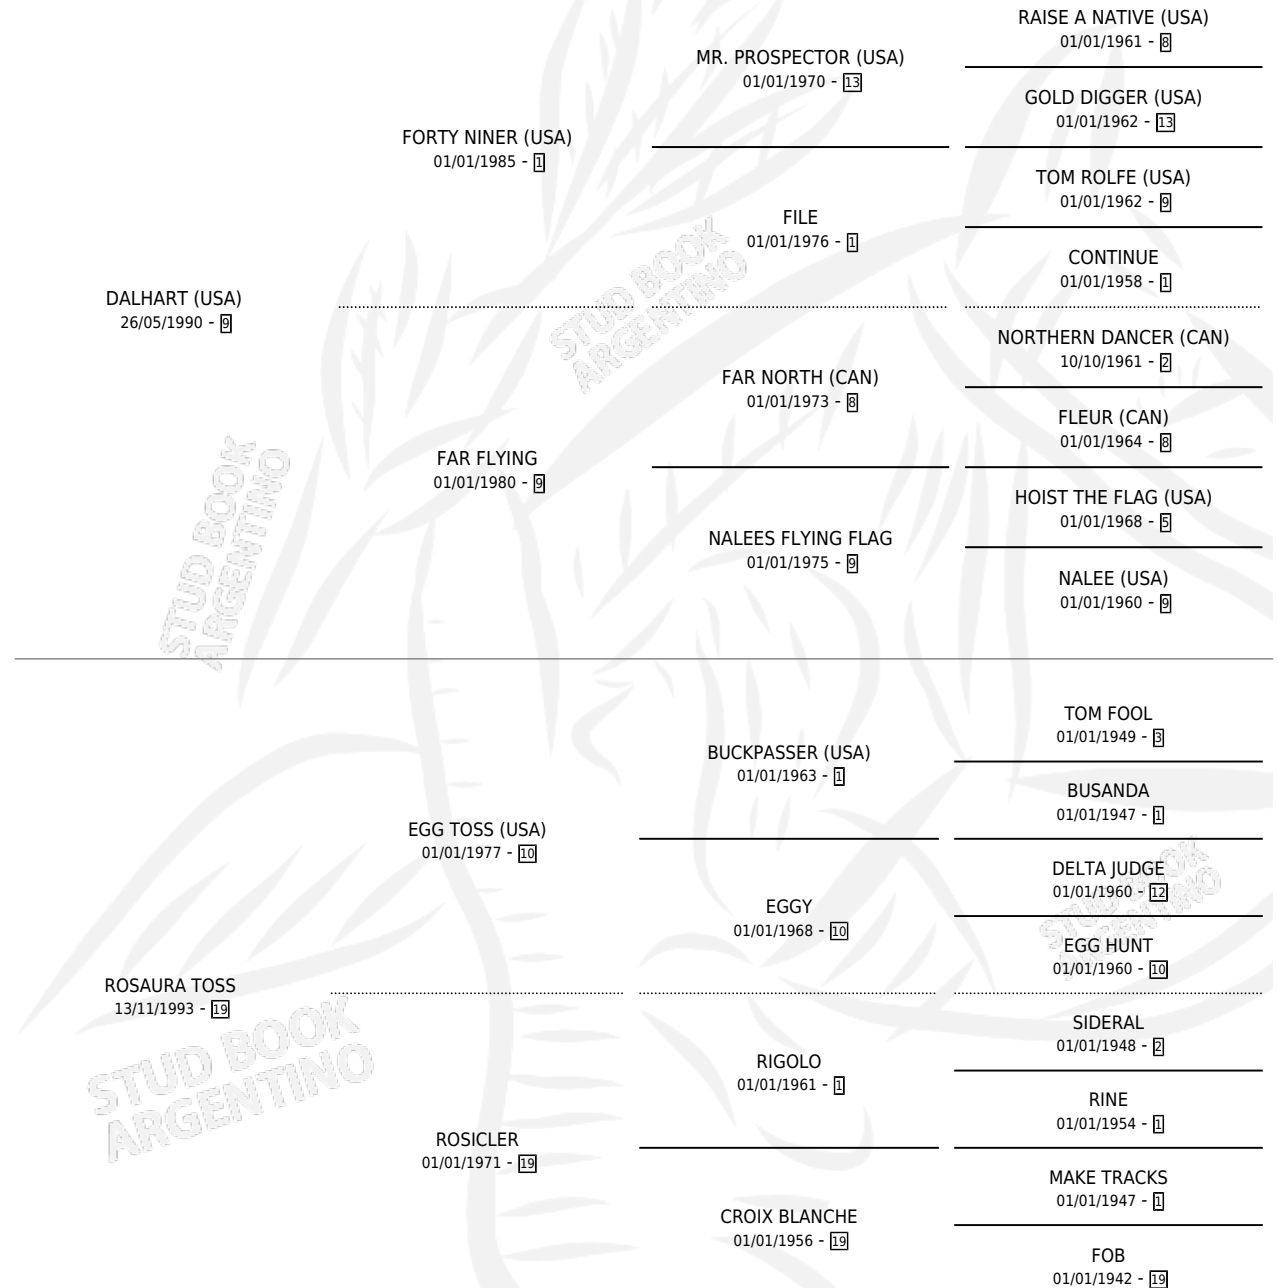 RAISE A NATIVE (USA)
01/01/1961 - 8
MR. PROSPECTOR (USA)
01/01/1970 - 13
GOLD DIGGER (USA)
01/01/1962 - 13
FORTY NINER (USA)
01/01/1985 - 1
TOM ROLFE (USA)
01/01/1962 - 9
FILE
01/01/1976 - 1
CONTINUE
01/01/1958 - 1
DALHART (USA)
26/05/1990 - 9
NORTHERN DANCER (CAN)
10/10/1961 - 2
FAR NORTH (CAN)
01/01/1973 - 8
FLEUR (CAN)
01/01/1964 - 8
FAR FLYING
01/01/1980 - 9
HOIST THE FLAG (USA)
01/01/1968 - 5
NALEES FLYING FLAG
01/01/1975 - 9
NALEE (USA)
01/01/1960 - 9
STUD BOOK
ARGENTINO
STUD BOOK
ARGENTINO
TOM FOOL
01/01/1949 - 3
BUCKPASSER (USA)
01/01/1963 - 1
BUSANDA
01/01/1947 - 1
EGG TOSS (USA)
01/01/1977 - 10
DELTA JUDGE
01/01/1960 - 12
EGGY
01/01/1968 - 10
EGG HUNT
01/01/1960 - 10
STUD BOOK
ARGENTINO
ROSAURA TOSS
13/11/1993 - 19
SIDERAL
01/01/1948 - 2
RIGOLO
01/01/1961 - 1
RINE
01/01/1954 - 1
STUD BOOK
ARGENTINO
ROSICLER
01/01/1971 - 19
MAKE TRACKS
01/01/1947 - 1
CROIX BLANCHE
01/01/1956 - 19
FOB
01/01/1942 - 19